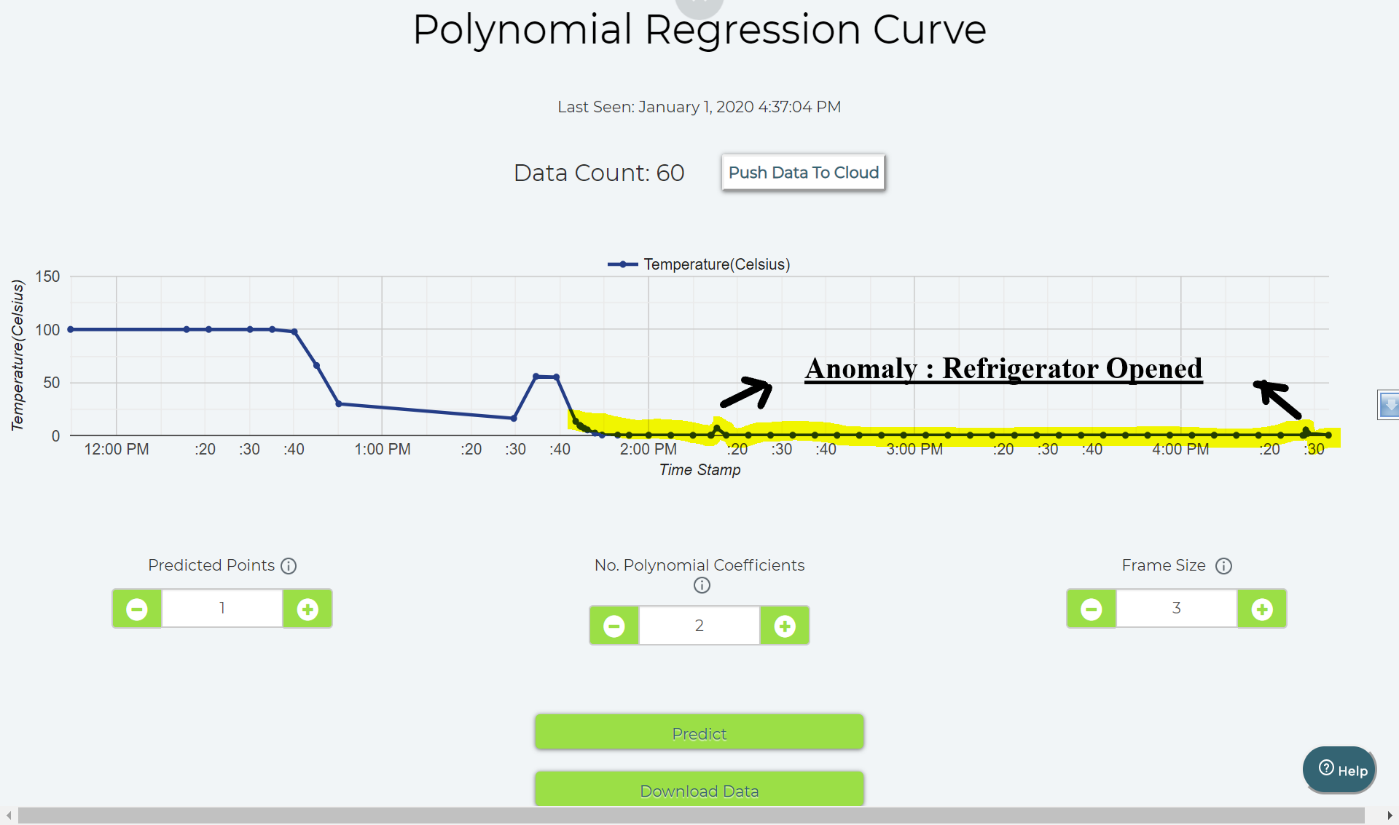 Polynomial Regression Curve
Last Seen: January 1, 2020 4:37:04 PM
Data Count: 60 Push Data To Cloud
Temperature(Celsius)
Temperature(Celsius)
150
100
50
0
Anomaly : Refrigerator Opened
12:00 PM :20 :30 :40 1:00 PM :20 :30 :40 2:00 PM :20 :30 :40 3:00 PM :20 :30 :40 4:00 PM :20 :30
Time Stamp
Predicted Points
1
No. Polynomial Coefficients
2
Frame Size
3
Predict
Download Data
Help